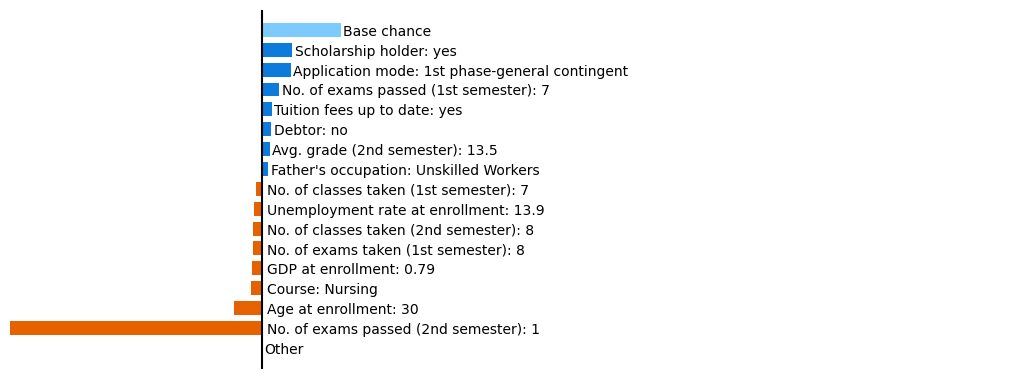 Base chance
Scholarship holder: yes
Application mode: 1st phase-general contingent
No. of exams passed (1st semester): 7
Tuition fees up to date: yes
Debtor: no
Avg. grade (2nd semester): 13.5
Father's occupation: Unskilled Workers
No. of classes taken (1st semester): 7
Unemployment rate at enrollment: 13.9
No. of classes taken (2nd semester): 8
No. of exams taken (1st semester): 8
GDP at enrollment: 0.79
Course: Nursing
Age at enrollment: 30
No. of exams passed (2nd semester): 1
Other